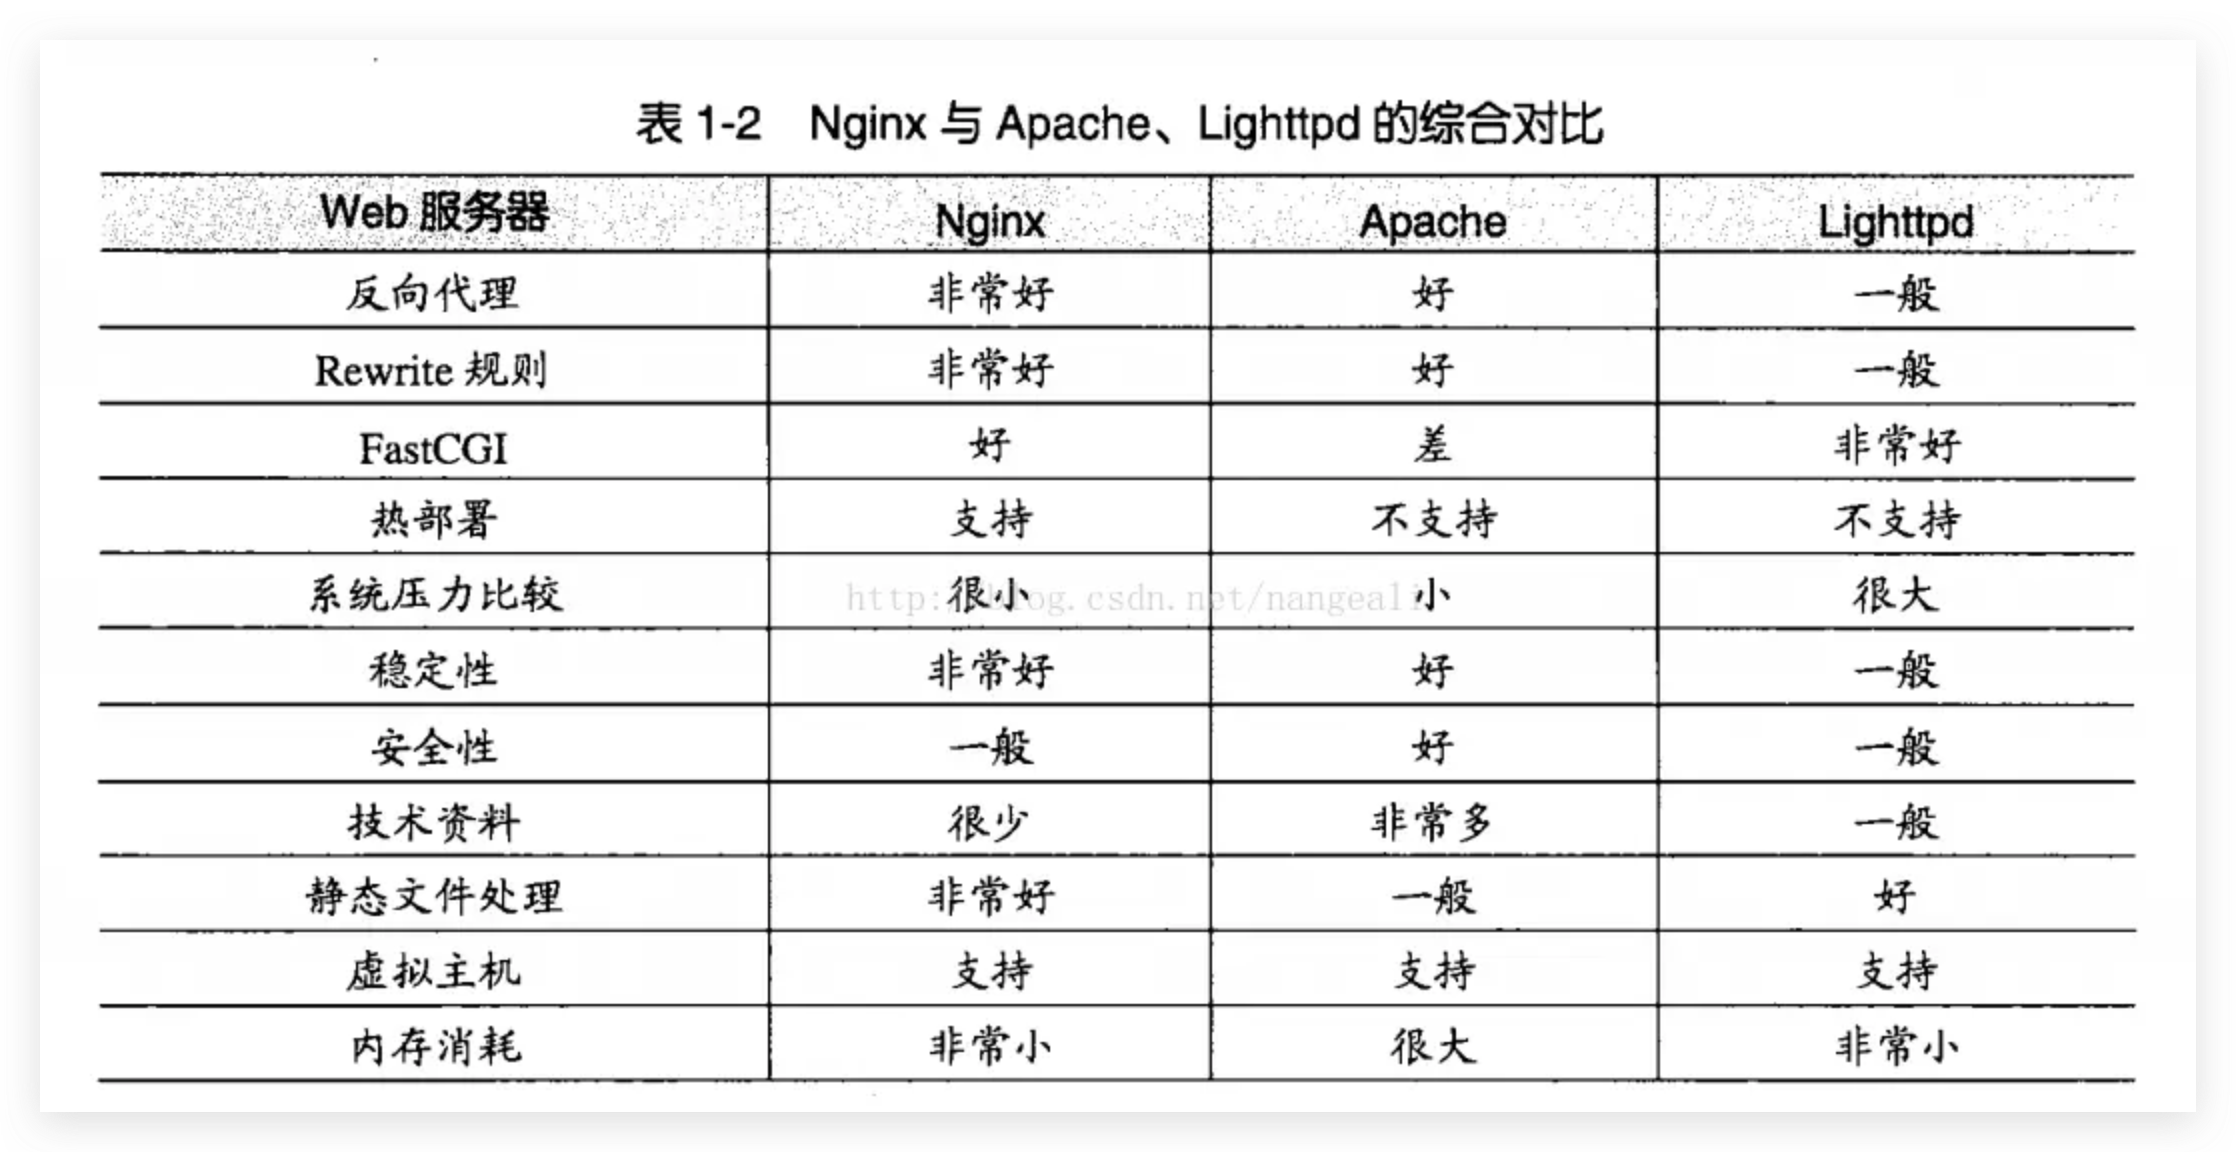 表 1-2 Nginx 与 Apache、Lighttpd 的综合对比
Web 服务器 Nginx Apache Lighttpd
反向代理 非常好 好 一般
Rewrite 规则 非常好 好 一般
FastCGI 好 差 非常好
热部署 支持 不支持 不支持
系统压力比较 很小 小 很大
http://blog.csdn.net/nangeali
稳定性 非常好 好 一般
安全性 一般 好 一般
技术资料 很少 非常多 一般
静态文件处理 非常好 一般 好
虚拟主机 支持 支持 支持
内存消耗 非常小 很大 非常小